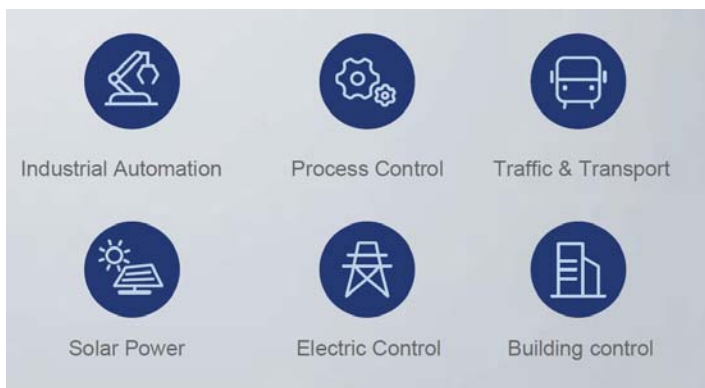 Industrial Automation
Process Control
Traffic & Transport
Solar Power
Electric Control
Building control